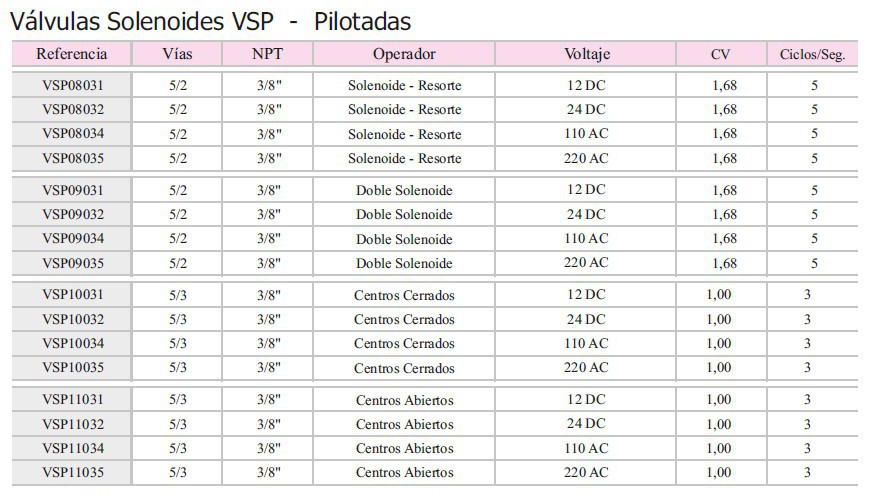 Válvulas Solenoides VSP - Pilotadas
Referencia Vías NPT Operador Voltaje CV Ciclos/Seg.
VSP08031 5/2 3/8" Solenoide - Resorte 12 DC 1,68 5
VSP08032 5/2 3/8" Solenoide - Resorte 24 DC 1,68 5
VSP08034 5/2 3/8" Solenoide - Resorte 110 AC 1,68 5
VSP08035 5/2 3/8" Solenoide - Resorte 220 AC 1,68 5
VSP09031 5/2 3/8" Doble Solenoide 12 DC 1,68 5
VSP09032 5/2 3/8" Doble Solenoide 24 DC 1,68 5
VSP09034 5/2 3/8" Doble Solenoide 110 AC 1,68 5
VSP09035 5/2 3/8" Doble Solenoide 220 AC 1,68 5
VSP10031 5/3 3/8" Centros Cerrados 12 DC 1,00 3
VSP10032 5/3 3/8" Centros Cerrados 24 DC 1,00 3
VSP10034 5/3 3/8" Centros Cerrados 110 AC 1,00 3
VSP10035 5/3 3/8" Centros Cerrados 220 AC 1,00 3
VSP11031 5/3 3/8" Centros Abiertos 12 DC 1,00 3
VSP11032 5/3 3/8" Centros Abiertos 24 DC 1,00 3
VSP11034 5/3 3/8" Centros Abiertos 110 AC 1,00 3
VSP11035 5/3 3/8" Centros Abiertos 220 AC 1,00 3